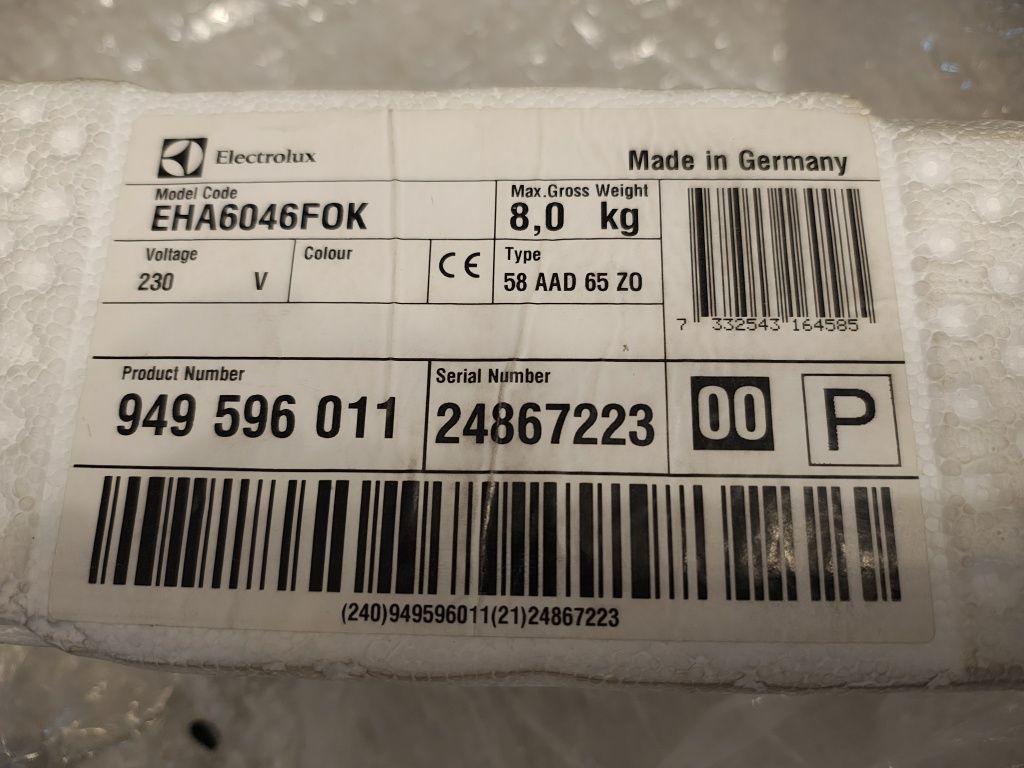 Electrolux
Made in Germany
Model Code
EHA6046FOK
Max.Gross Weight
8,0 kg
Voltage
230 V
Colour
CE
Type
58 AAD 65 ZO
7 332543 164585
Product Number
949 596 011
Serial Number
24867223
00
P
(240)949596011(21)24867223